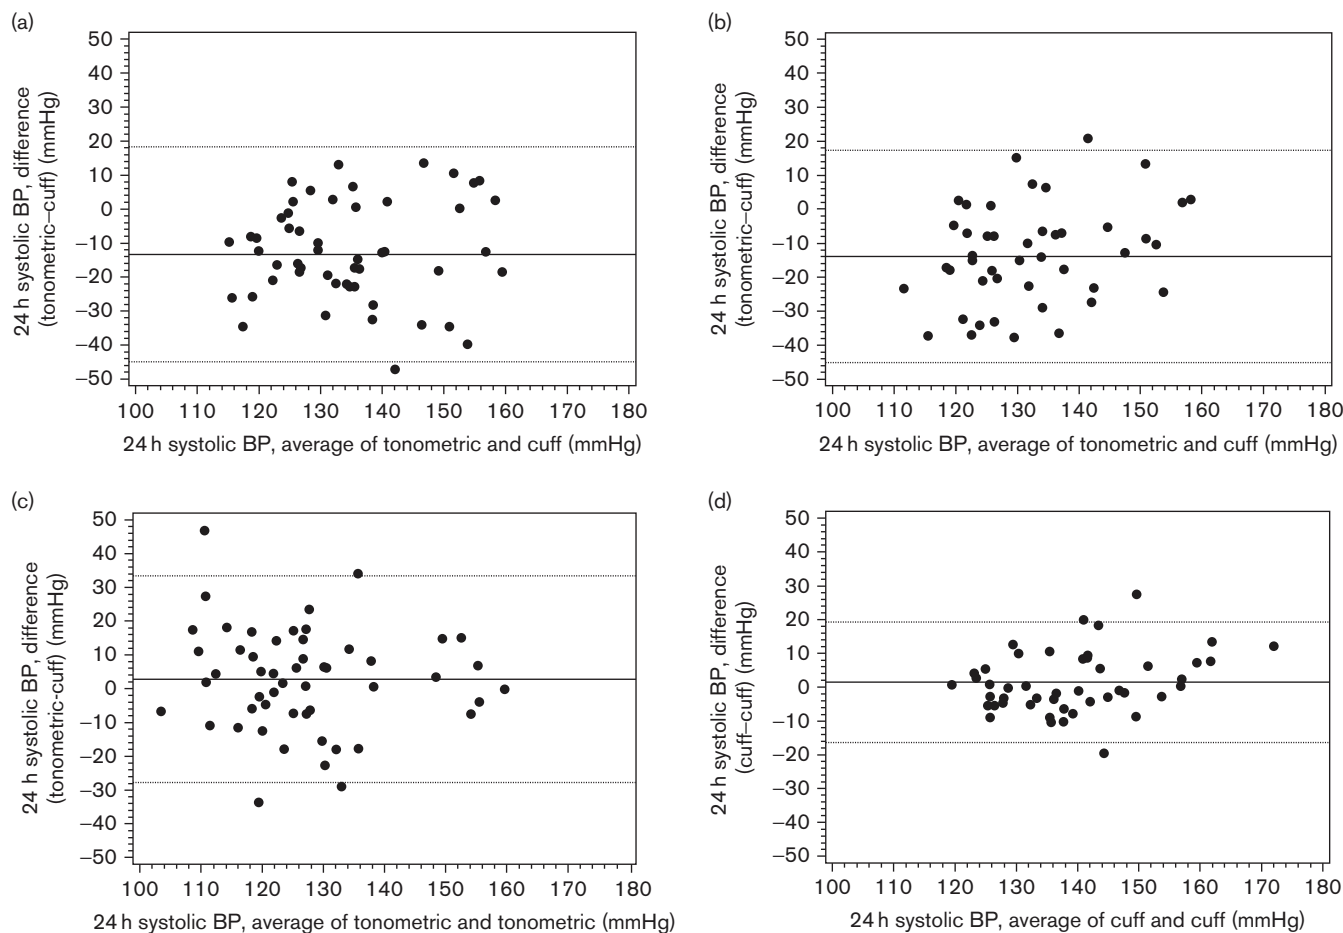 (a)
50
40
30
20
10
0
−10
−20
−30
−40
−50
24 h systolic BP, difference
(tonometric–cuff) (mmHg)
100 110 120 130 140 150 160 170 180
24 h systolic BP, average of tonometric and cuff (mmHg)
(b)
50
40
30
20
10
0
−10
−20
−30
−40
−50
24 h systolic BP, difference
(tonometric–cuff) (mmHg)
100 110 120 130 140 150 160 170 180
24 h systolic BP, average of tonometric and cuff (mmHg)
(c)
50
40
30
20
10
0
−10
−20
−30
−40
−50
24 h systolic BP, difference
(tonometric-cuff) (mmHg)
100 110 120 130 140 150 160 170 180
24 h systolic BP, average of tonometric and tonometric (mmHg)
(d)
50
40
30
20
10
0
−10
−20
−30
−40
−50
24 h systolic BP, difference
(cuff–cuff) (mmHg)
100 110 120 130 140 150 160 170 180
24 h systolic BP, average of cuff and cuff (mmHg)